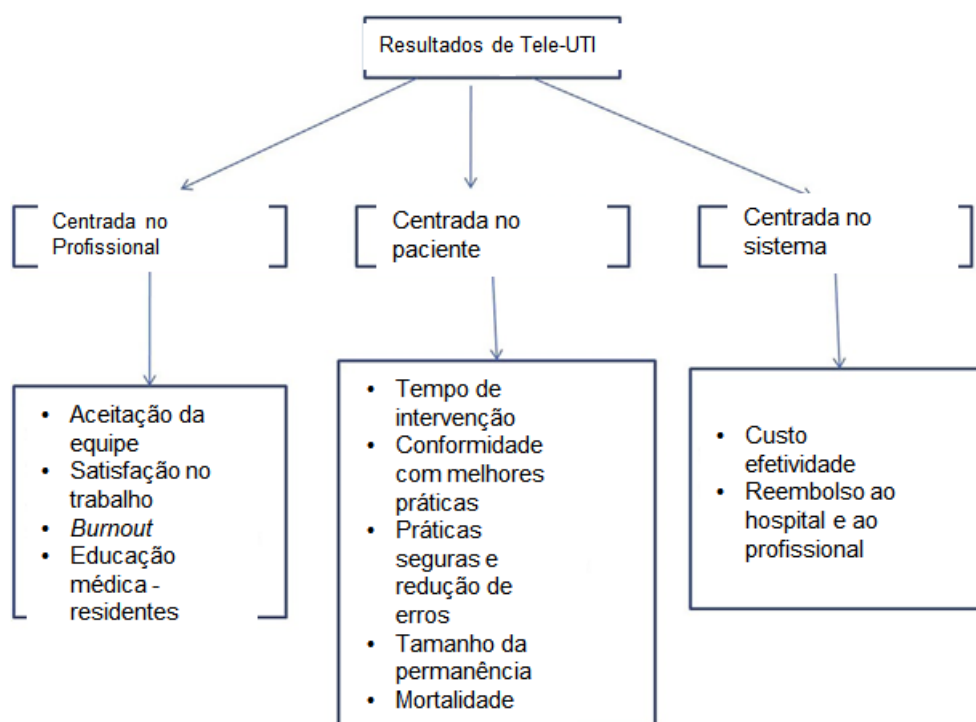 Resultados de Tele-UTI
Centrada no
Profissional
Centrada no
paciente
Centrada no
sistema
• Aceitação da
equipe
• Satisfação no
trabalho
• Burnout
• Educação
médica -
residentes
• Tempo de
intervenção
• Conformidade
com melhores
práticas
• Práticas
seguras e
redução de
erros
• Tamanho da
permanência
• Mortalidade
• Custo
efetividade
• Reembolso ao
hospital e ao
profissional